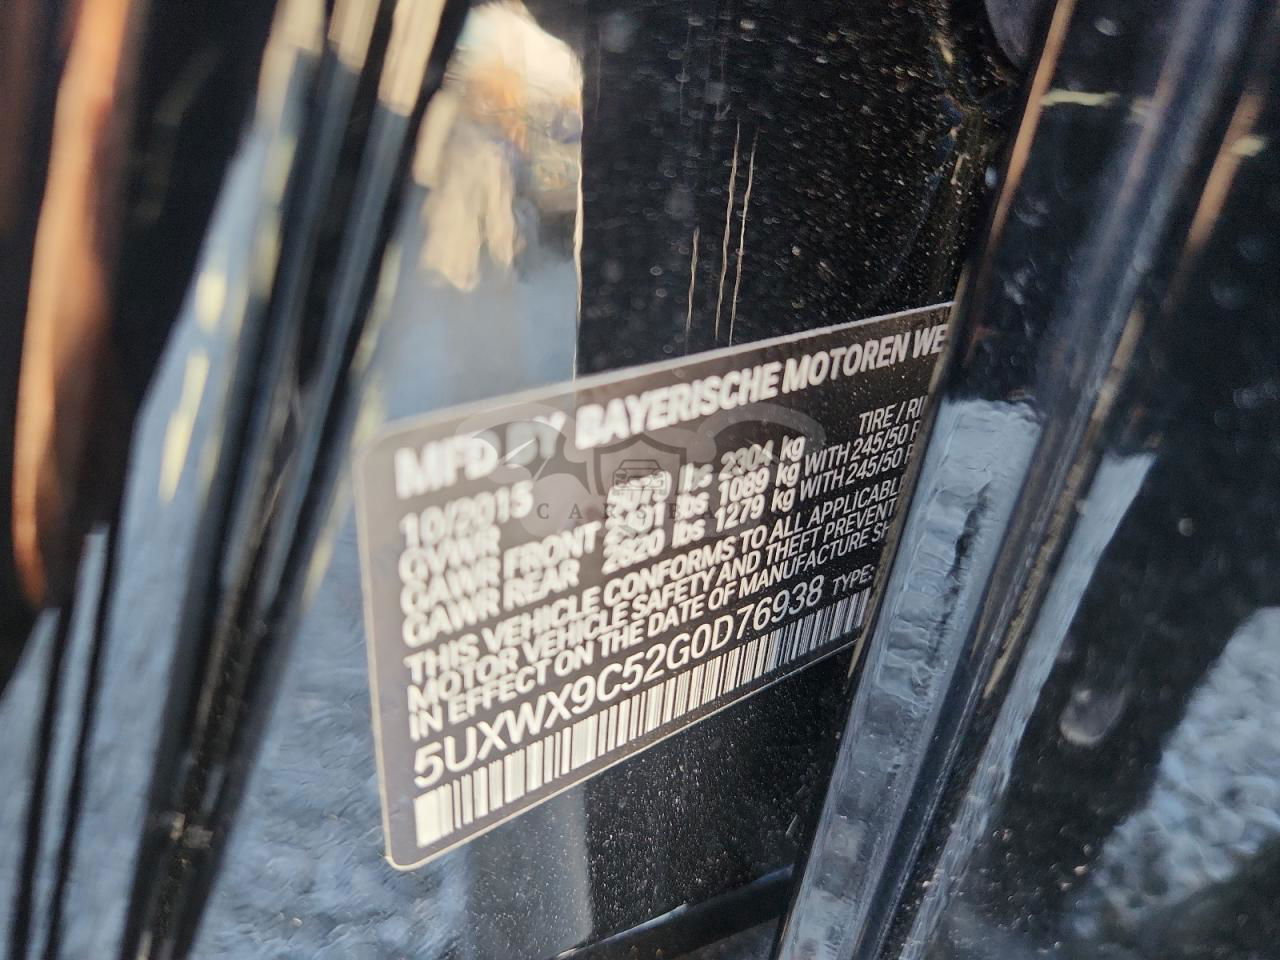 MFD BY BAYERISCHE MOTOREN WE
10/2015 TIRE / RI
GVWR lbs 2304 kg
GAWR FRONT 2401 lbs 1089 kg WITH 245/50
GAWR REAR 2820 lbs 1279 kg WITH 245/50
THIS VEHICLE CONFORMS TO ALL APPLICABL
MOTOR VEHICLE SAFETY AND THEFT PREVENT
IN EFFECT ON THE DATE OF MANUFACTURE SH
5UXWX9C52G0D76938 TYPE: